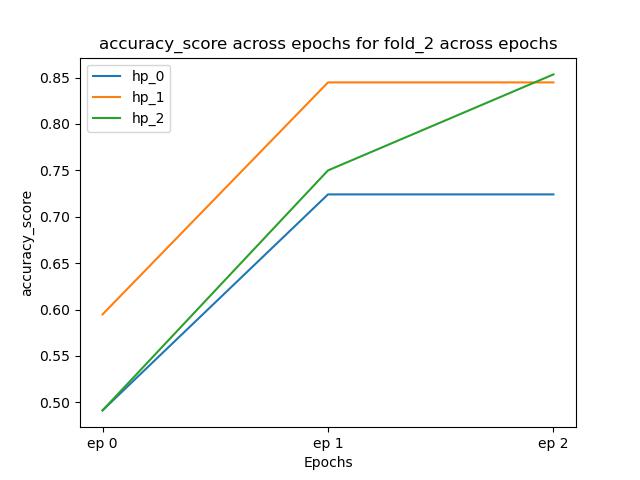 accuracy_score across epochs for fold_2 across epochs
hp_0
hp_1
hp_2
0.85
0.80
0.75
0.70
0.65
0.60
0.55
0.50
accuracy_score
ep 0
ep 1
ep 2
Epochs